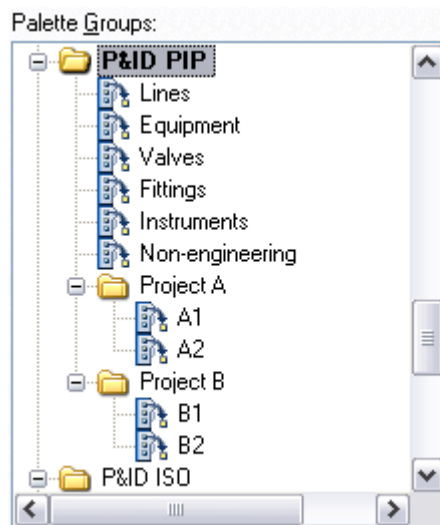 Palette Groups:
P&ID PIP
Lines
Equipment
Valves
Fittings
Instruments
Non-engineering
Project A
A1
A2
Project B
B1
B2
P&ID ISO